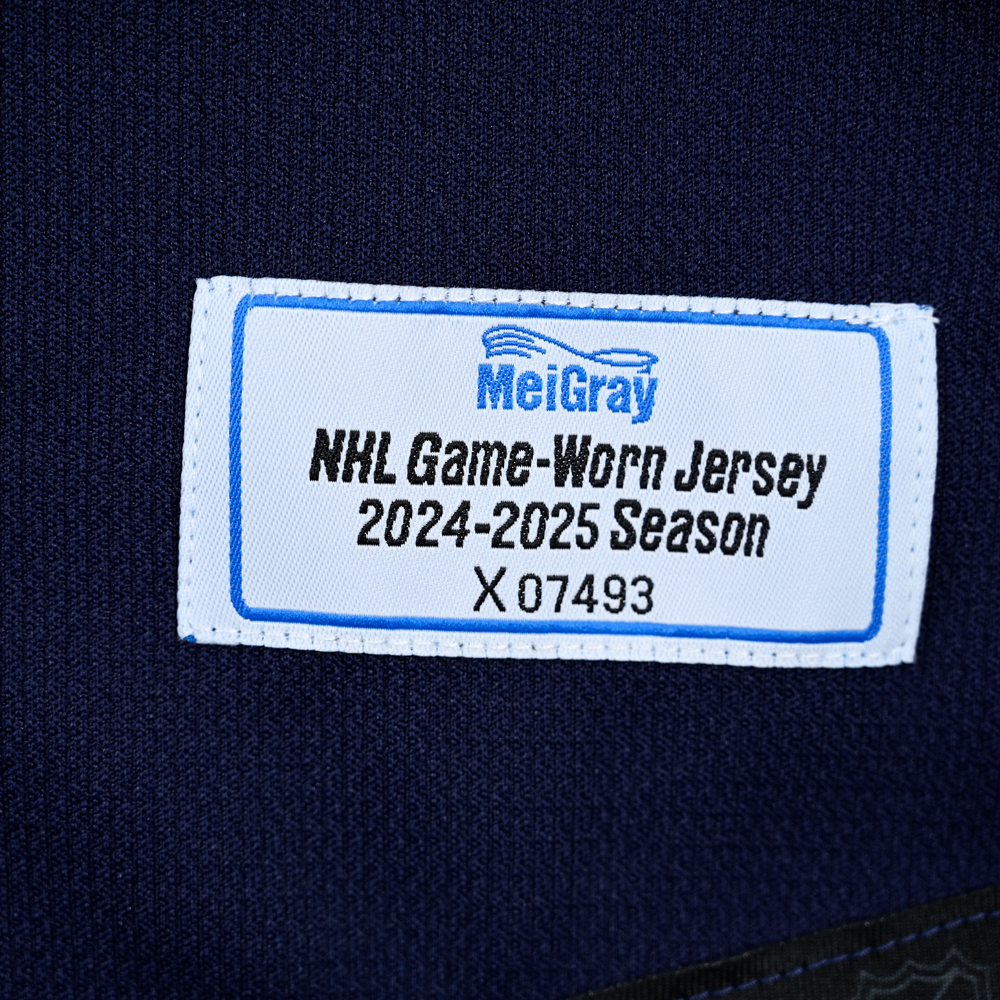 MeiGray
NHL Game-Worn Jersey
2024-2025 Season
X 07493